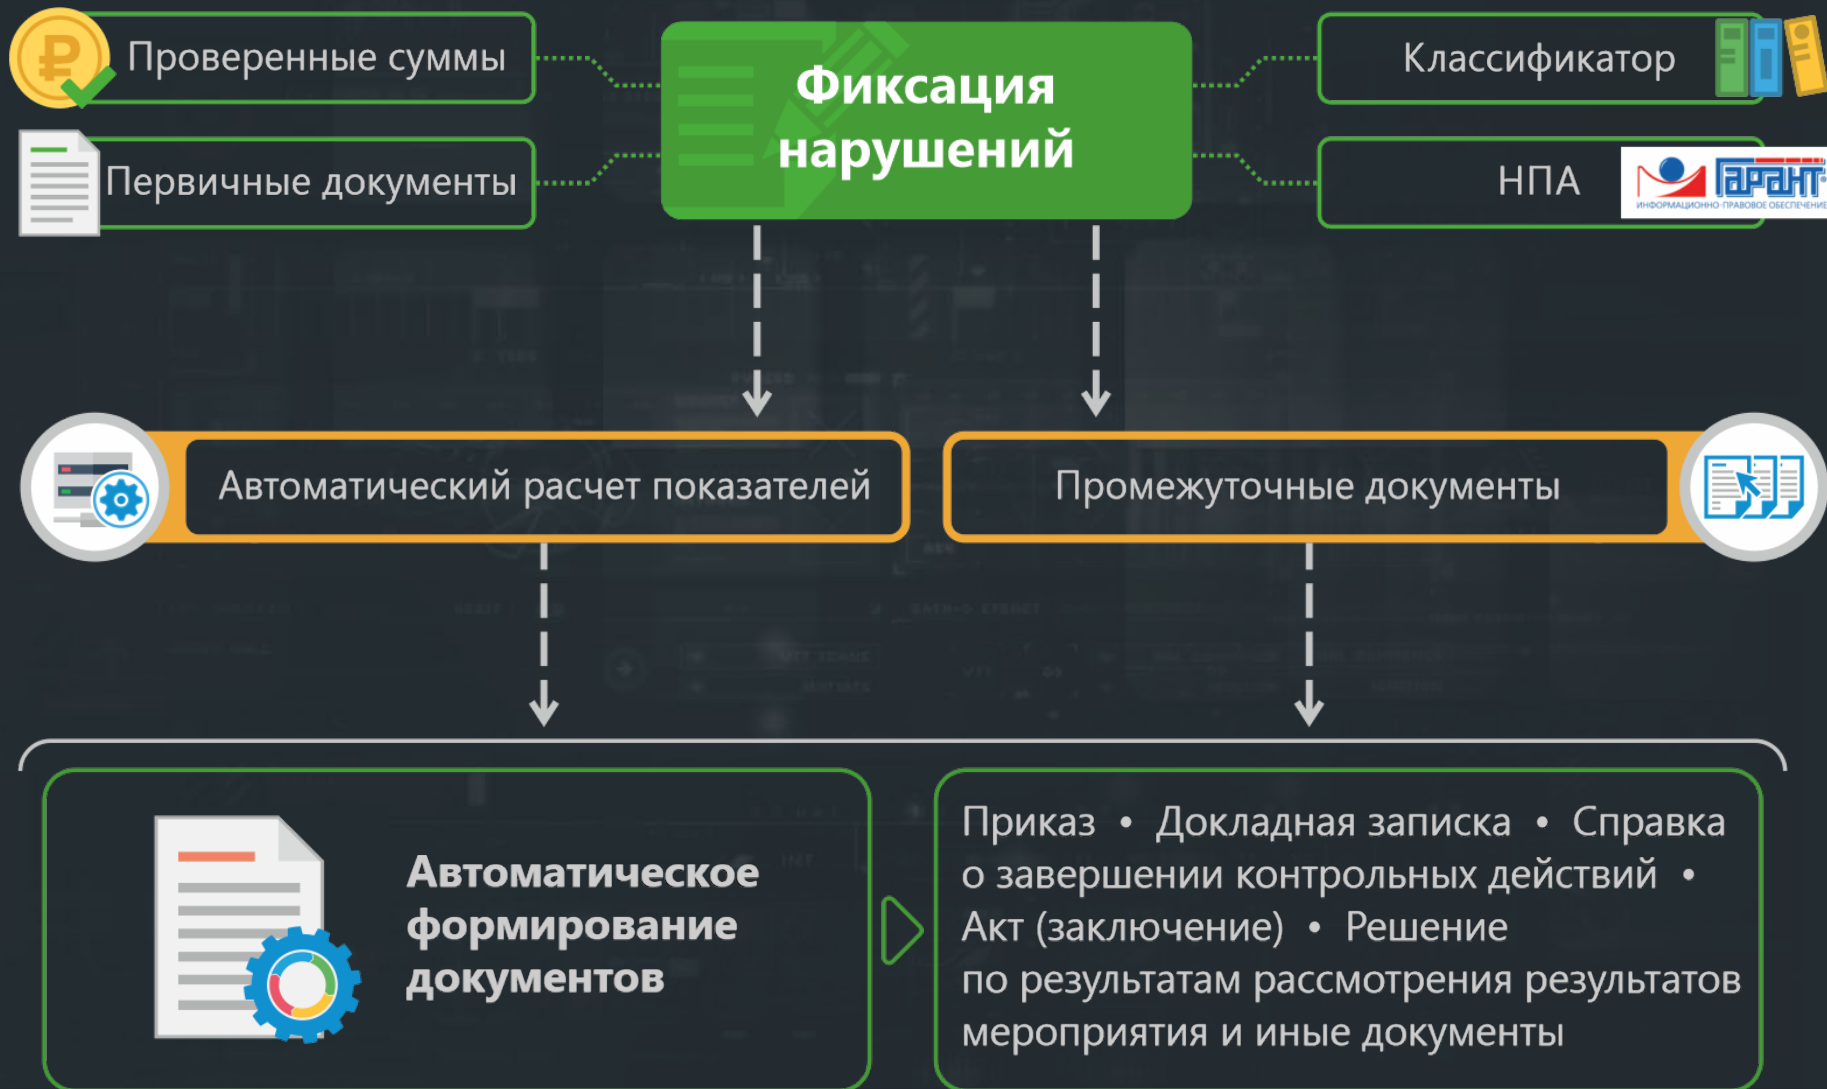 Проверенные суммы
Первичные документы
Фиксация
нарушений
Классификатор
НПА
ГАРАНТ
ИНФОРМАЦИОННО-ПРАВОВОЕ ОБЕСПЕЧЕНИЕ
Автоматический расчет показателей
Промежуточные документы
Автоматическое
формирование
документов
Приказ • Докладная записка • Справка
о завершении контрольных действий •
Акт (заключение) • Решение
по результатам рассмотрения результатов
мероприятия и иные документы